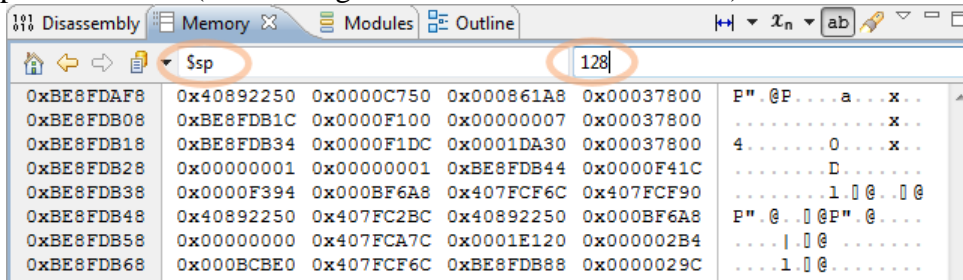 Disassembly Memory Modules Outline
$sp 128
0xBE8FDAF8 0x40892250 0x0000C750 0x000861A8 0x00037800 P".@P....a...x..
0xBE8FDB08 0xBE8FDB1C 0x0000F100 0x00000007 0x00037800 .............x..
0xBE8FDB18 0xBE8FDB34 0x0000F1DC 0x0001DA30 0x00037800 4.......0....x..
0xBE8FDB28 0x00000001 0x00000001 0xBE8FDB44 0x0000F41C ........D.......
0xBE8FDB38 0x0000F394 0x000BF6A8 0x407FCF6C 0x407FCF90 ........l.▯@..▯@
0xBE8FDB48 0x40892250 0x407FC2BC 0x40892250 0x000BF6A8 P".@..▯@P".@....
0xBE8FDB58 0x00000000 0x407FCA7C 0x0001E120 0x000002B4 ....|.▯@ .......
0xBE8FDB68 0x000BCBE0 0x407FCF6C 0xBE8FDB88 0x0000029C ....l.▯@........